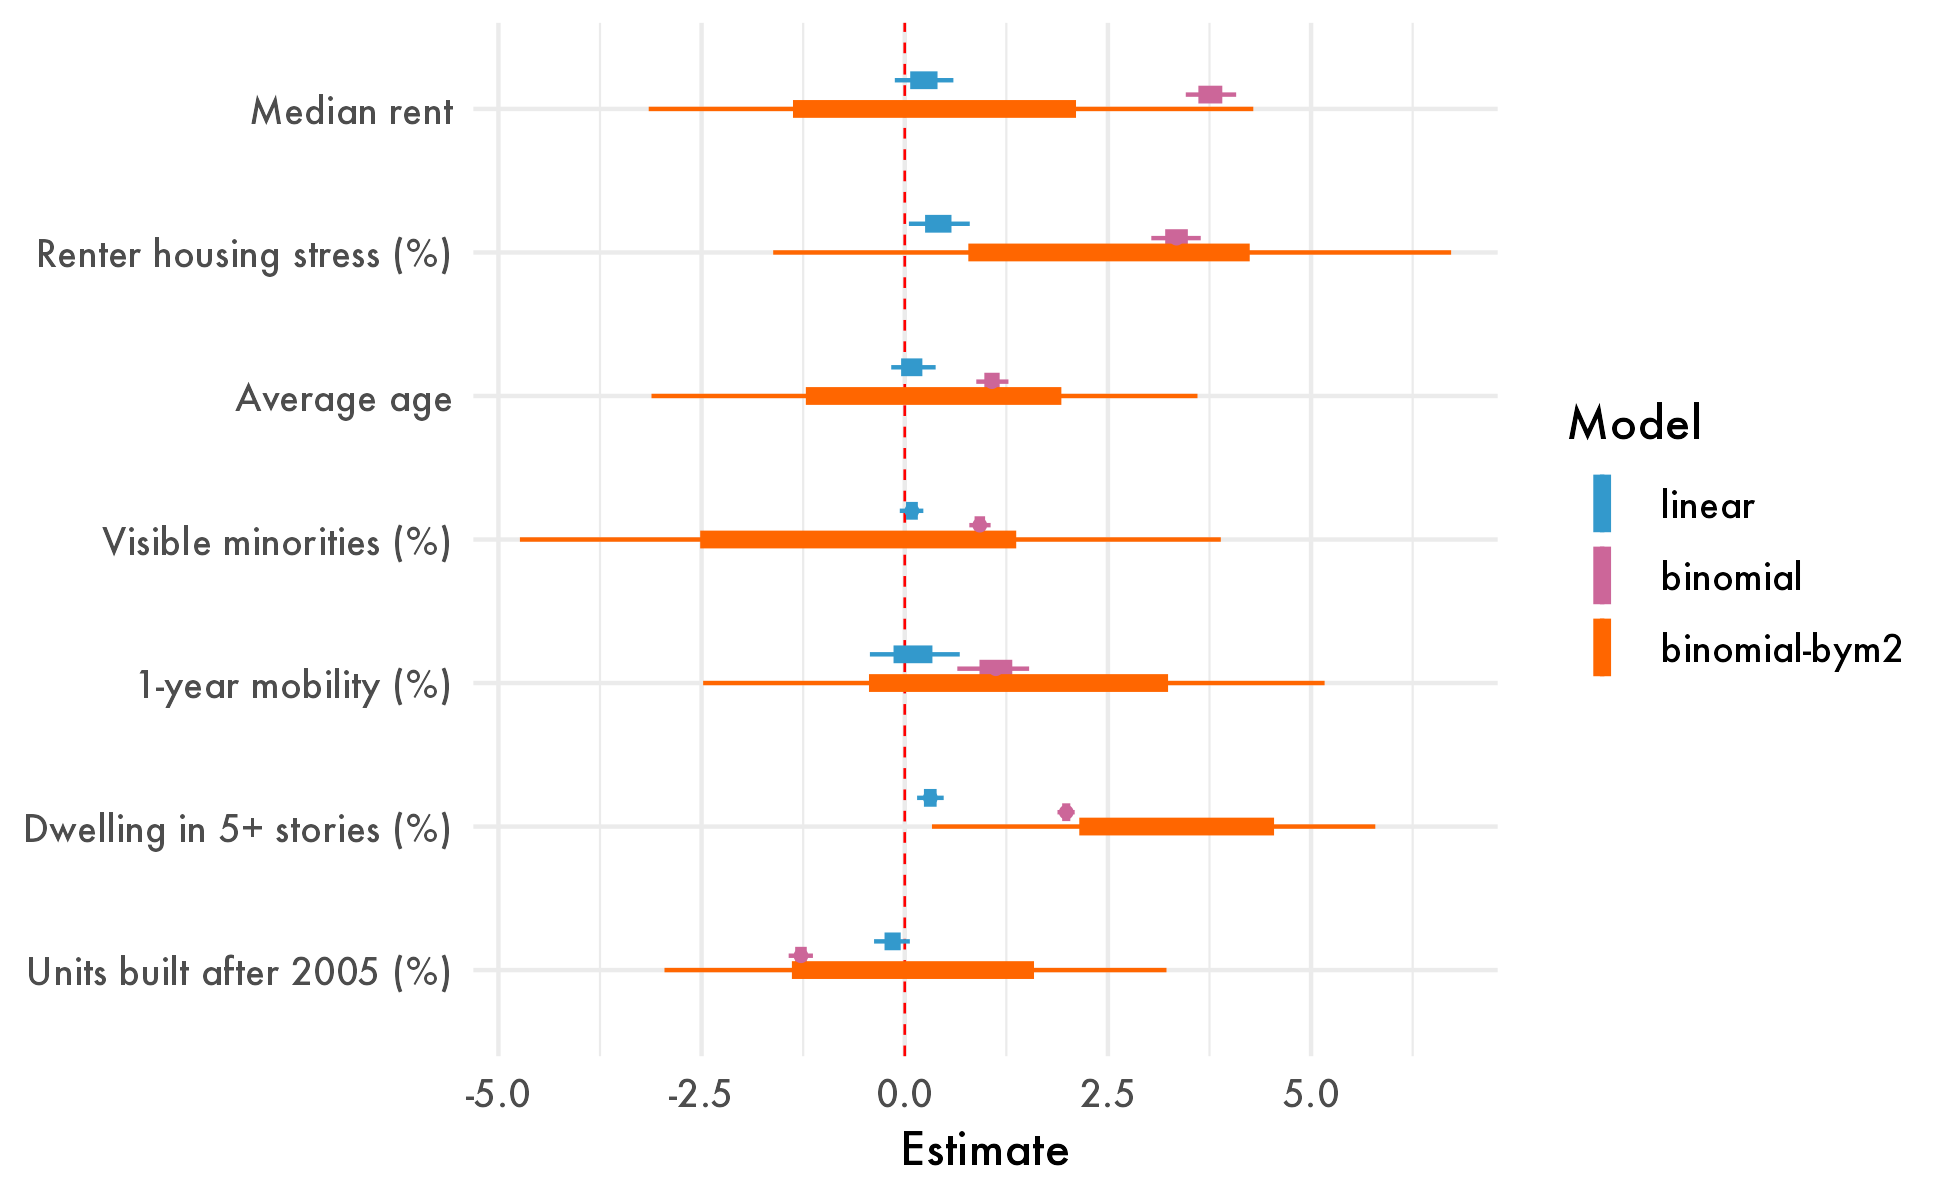 Median rent
Renter housing stress (%)
Average age
Visible minorities (%)
1-year mobility (%)
Dwelling in 5+ stories (%)
Units built after 2005 (%)
-5.0 -2.5 0.0 2.5 5.0
Estimate
Model
linear
binomial
binomial-bym2